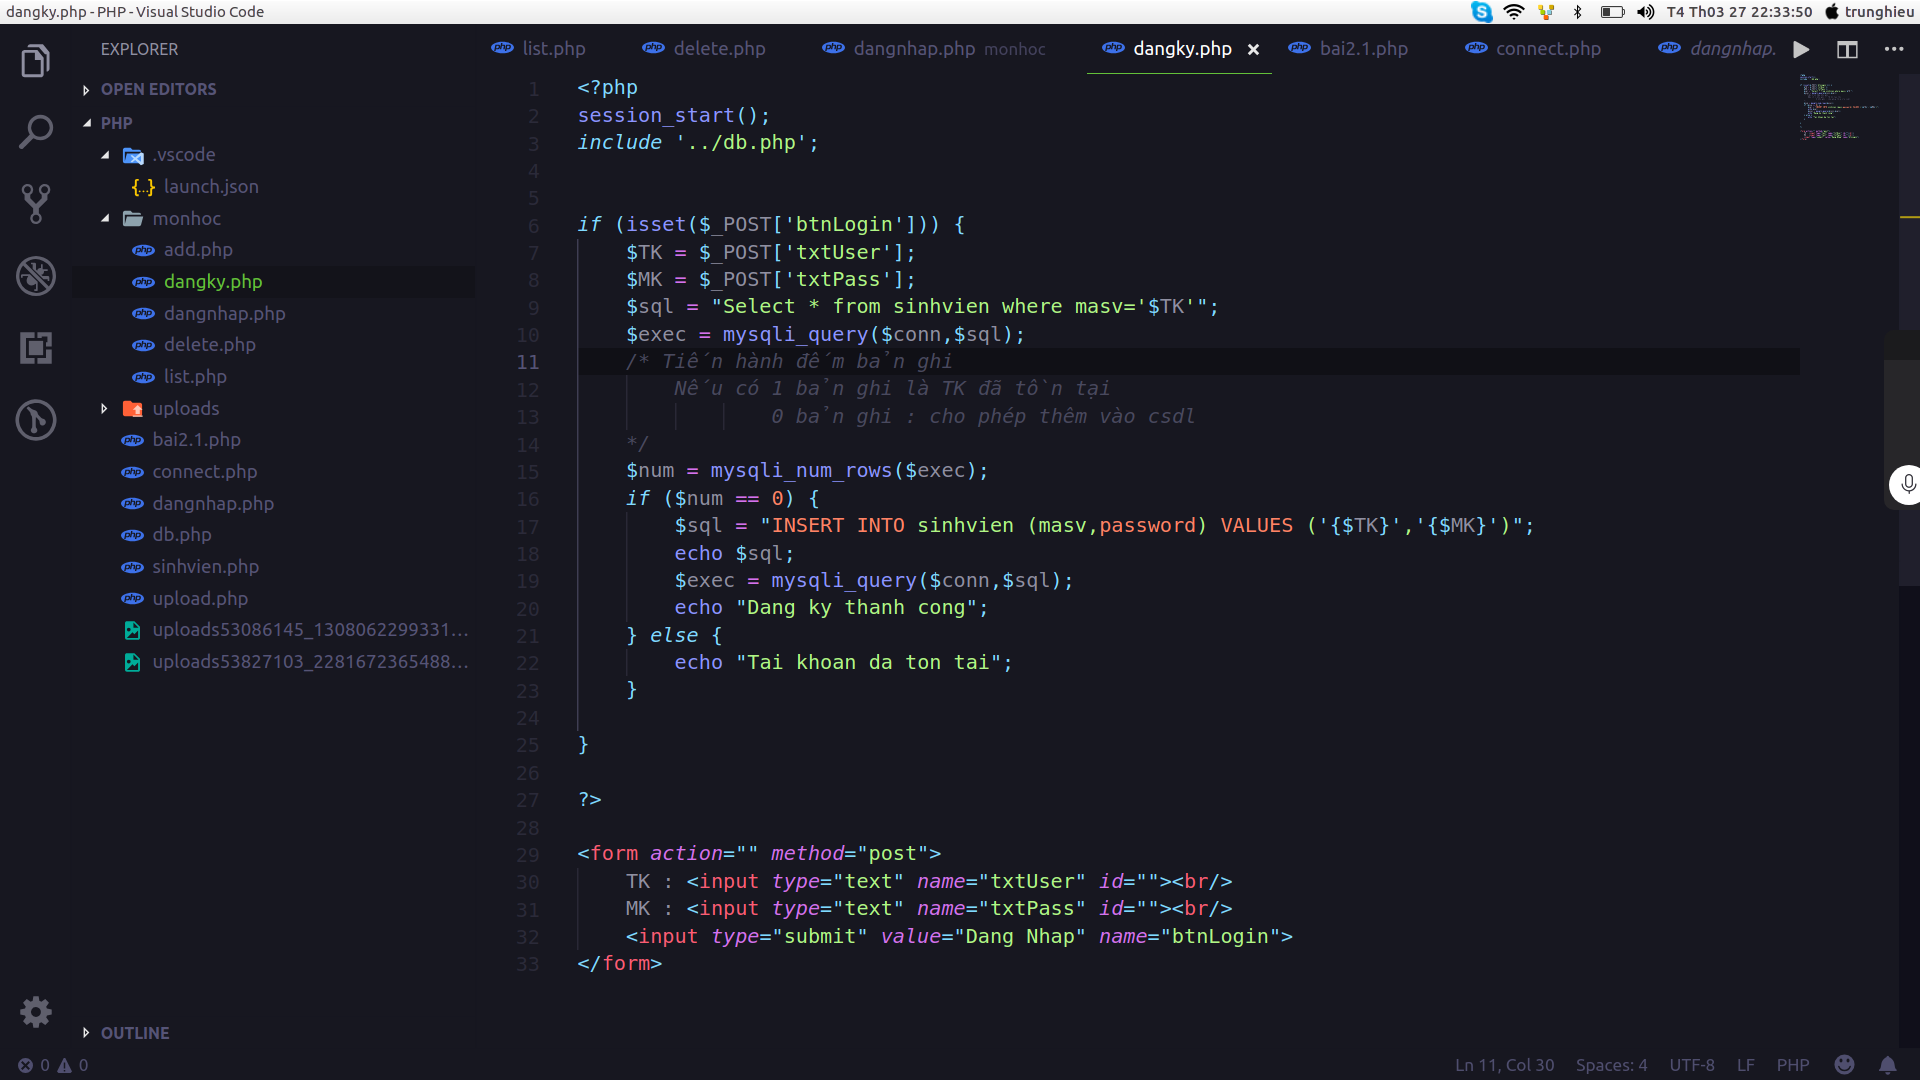 dangky.php - PHP - Visual Studio Code
T4 Th03 27 22:33:50
trunghieu
EXPLORER
OPEN EDITORS
PHP
.vscode
launch.json
monhoc
add.php
dangky.php
dangnhap.php
delete.php
list.php
uploads
bai2.1.php
connect.php
dangnhap.php
db.php
sinhvien.php
upload.php
uploads53086145_1308062299331...
uploads53827103_2281672365488...
OUTLINE
list.php
delete.php
dangnhap.php monhoc
dangky.php
bai2.1.php
connect.php
dangnhap.
1 <?php
2 session_start();
3 include '../db.php';
4
5
6 if (isset($_POST['btnLogin'])) {
7 $TK = $_POST['txtUser'];
8 $MK = $_POST['txtPass'];
9 $sql = "Select * from sinhvien where masv='$TK'";
10 $exec = mysqli_query($conn,$sql);
11 /* Tiến hành đếm bản ghi
12 Nếu có 1 bản ghi là TK đã tồn tại
13 0 bản ghi : cho phép thêm vào csdl
14 */
15 $num = mysqli_num_rows($exec);
16 if ($num == 0) {
17 $sql = "INSERT INTO sinhvien (masv,password) VALUES ('{$TK}','{$MK}')";
18 echo $sql;
19 $exec = mysqli_query($conn,$sql);
20 echo "Dang ky thanh cong";
21 } else {
22 echo "Tai khoan da ton tai";
23 }
24
25 }
26
27 ?>
28
29 <form action="" method="post">
30 TK : <input type="text" name="txtUser" id=""><br/>
31 MK : <input type="text" name="txtPass" id=""><br/>
32 <input type="submit" value="Dang Nhap" name="btnLogin">
33 </form>
0 0
Ln 11, Col 30
Spaces: 4
UTF-8
LF
PHP